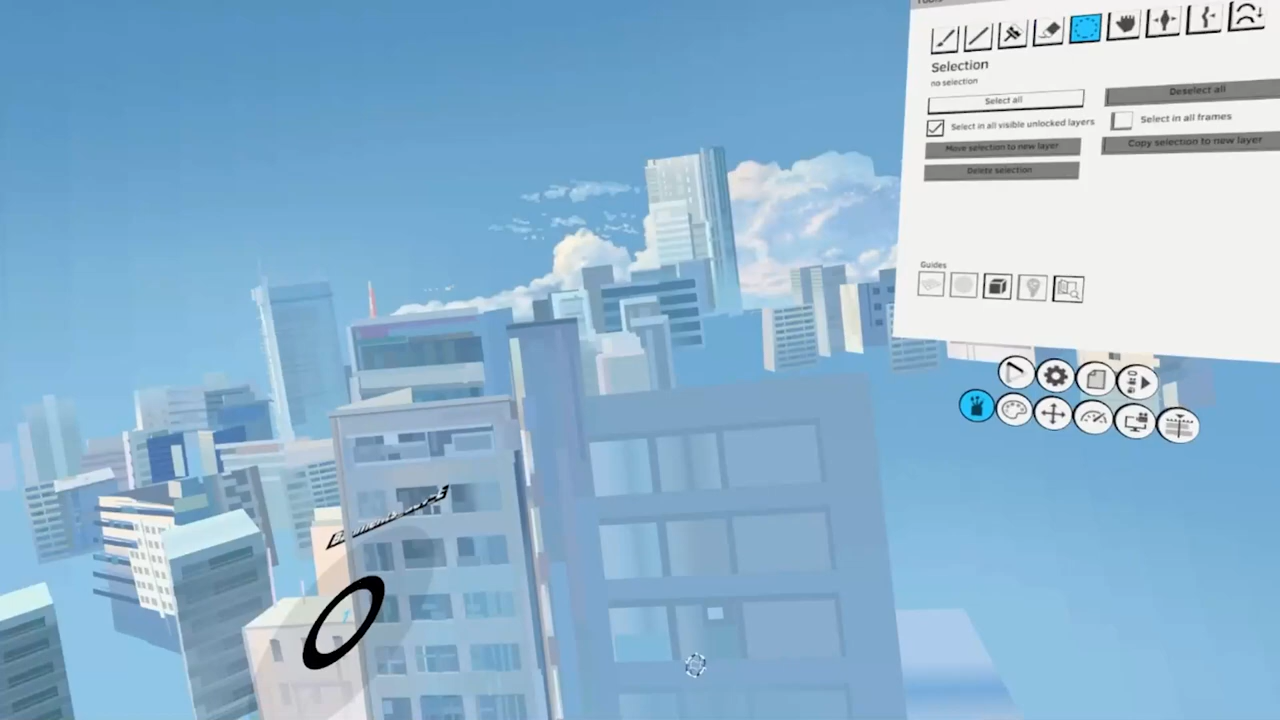 Tools
Selection
no selection
Select all
Deselect all
Select in all visible unlocked layers
Select in all frames
Move selection to new layer
Copy selection to new layer
Delete selection
Guides